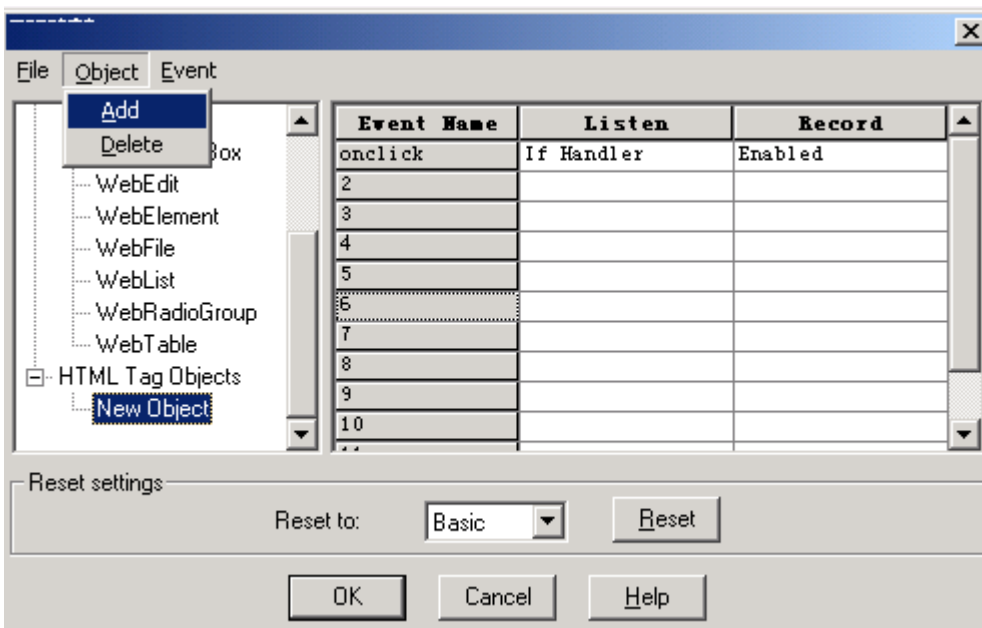 File Object Event
Add
Delete
Box
WebEdit
WebElement
WebFile
WebList
WebRadioGroup
WebTable
HTML Tag Objects
New Object
Event Name Listen Record
onclick If Handler Enabled
2
3
4
5
6
7
8
9
10
Reset settings
Reset to: Basic Reset
OK Cancel Help